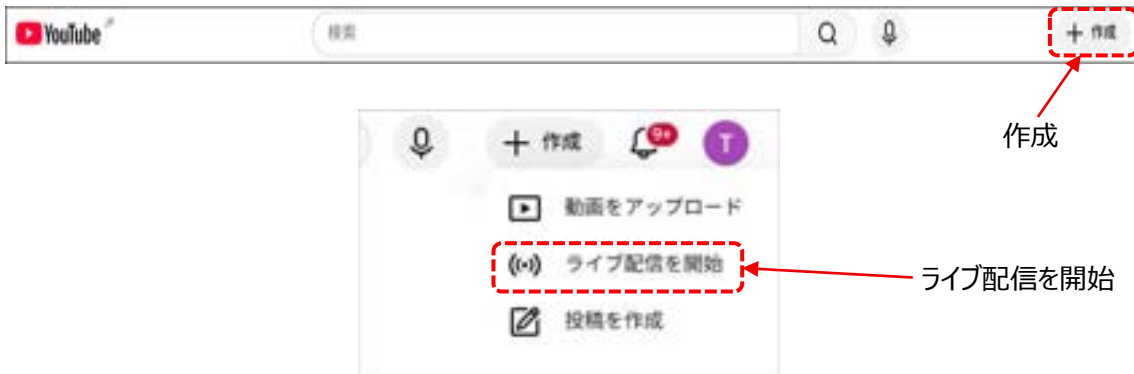 YouTube JP
検索
+ 作成
作成
+ 作成
9+
T
動画をアップロード
ライブ配信を開始
ライブ配信を開始
投稿を作成